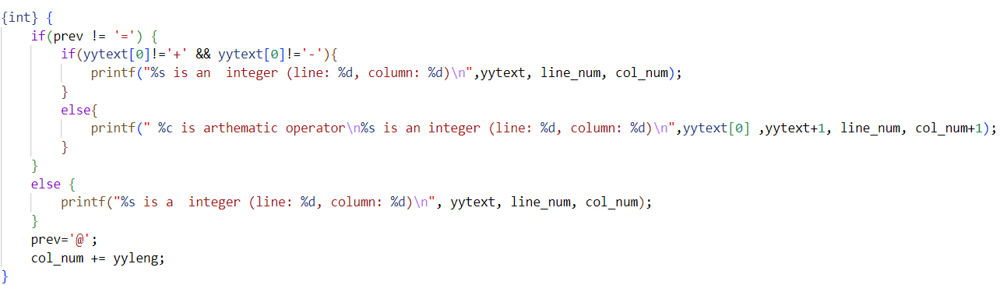 {int} {
    if(prev != '=') {
        if(yytext[0]!='+' && yytext[0]!='-'){
            printf("%s is an  integer (line: %d, column: %d)\n",yytext, line_num, col_num);
        }
        else{
            printf(" %c is arthematic operator\n%s is an integer (line: %d, column: %d)\n",yytext[0] ,yytext+1, line_num, col_num+1);
        }
    }
    else {
        printf("%s is a  integer (line: %d, column: %d)\n", yytext, line_num, col_num);
    }
    prev='@';
    col_num += yyleng;
}